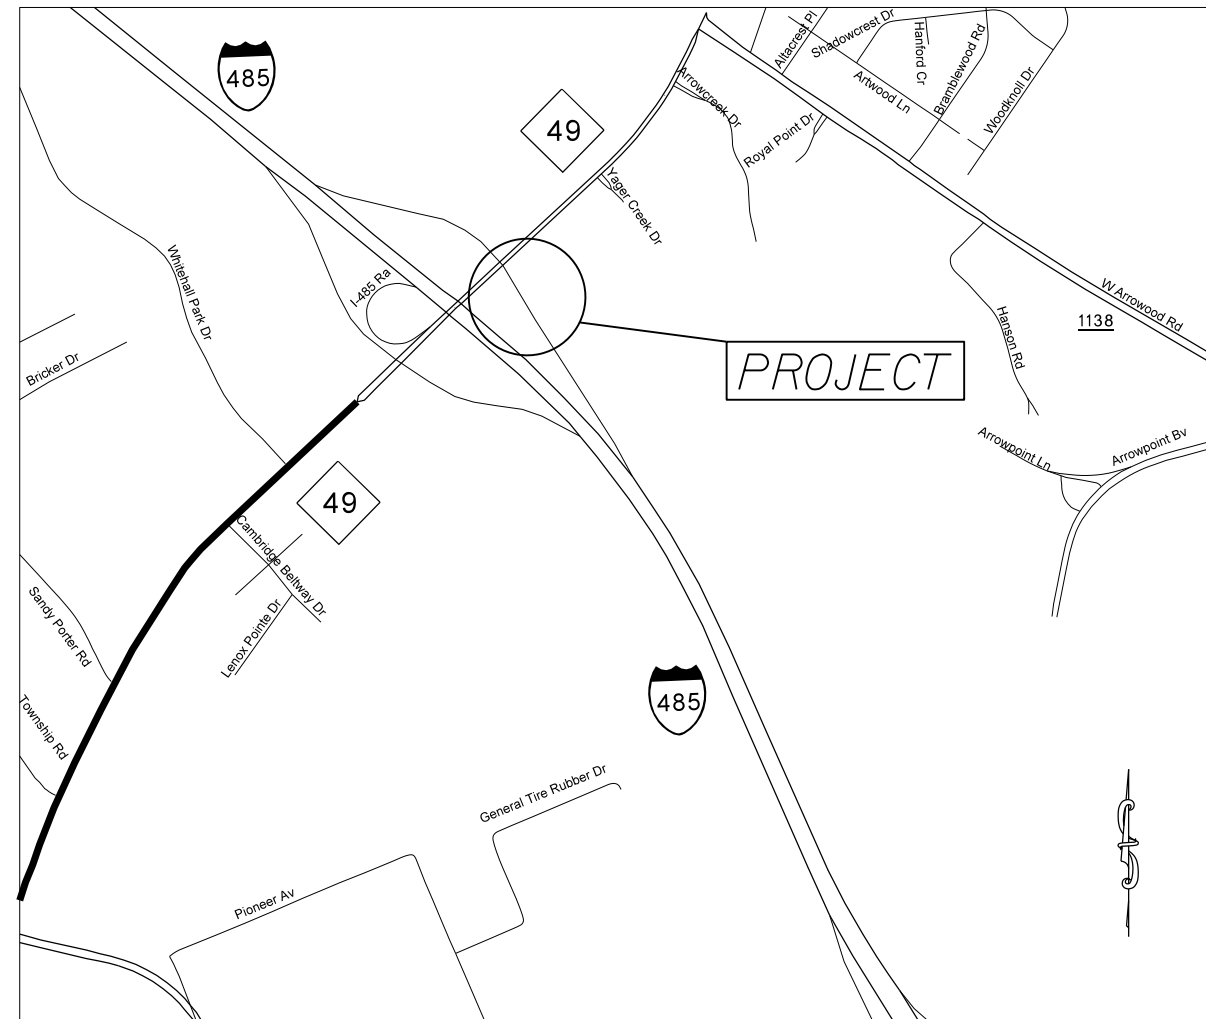 485
49
Altacrest Pl
Shadowcrest Dr
Hanford Cr
Bramblewood Rd
Woodknoll Dr
Artwood Ln
Arrowcreek Dr
Royal Point Dr
Yager Creek Dr
Whitehall Park Dr
I-485 Ra
W Arrowood Rd
1138
Hanson Rd
Bricker Dr
PROJECT
Arrowpoint Ln
Arrowpoint Bv
49
Cambridge Beltway Dr
Lenox Pointe Dr
Sandy Porter Rd
Township Rd
485
General Tire Rubber Dr
Pioneer Av